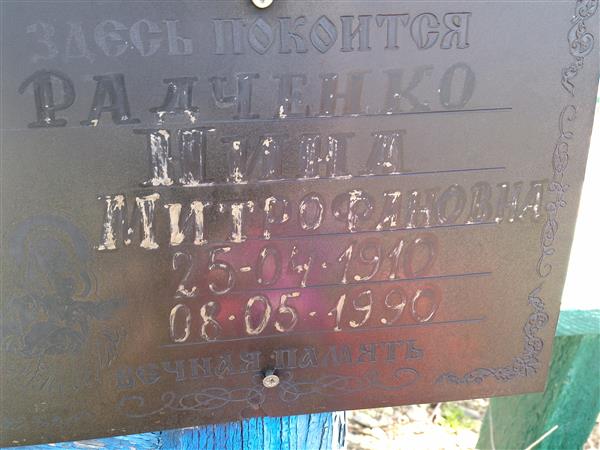 ЗДЕСЬ ПОКОИТСЯ
РАДЧЕНКО
НИНА
МИТРОФАНОВНА
25-04-1910
08-05-1990
ВЕЧНАЯ ПАМЯТЬ